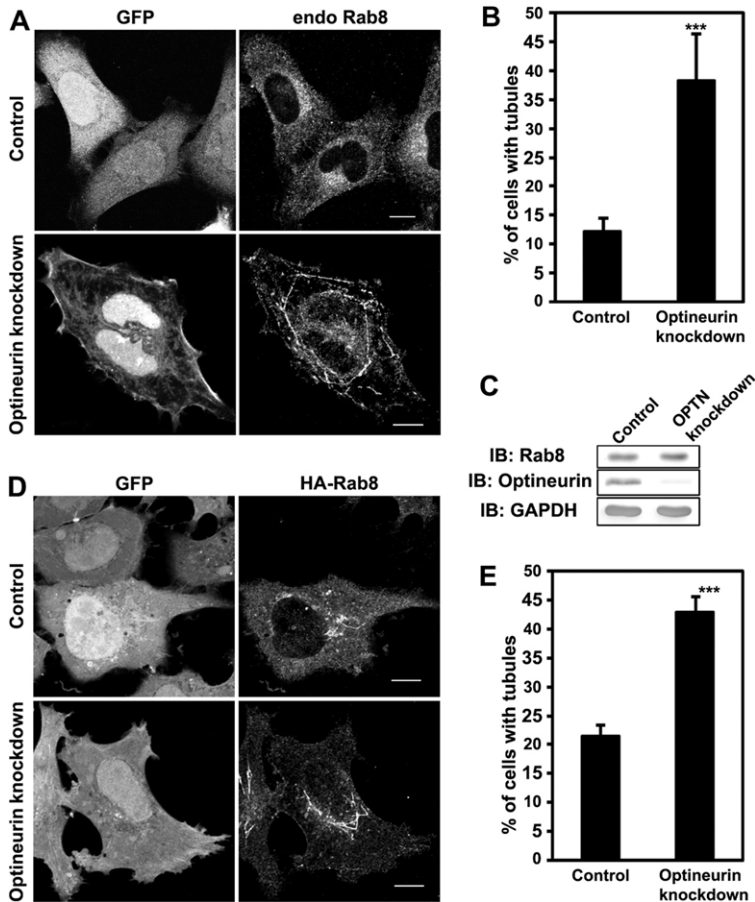 A
GFP
endo Rab8
Control
Optineurin knockdown
B
% of cells with tubules
50
45
40
35
30
25
20
15
10
5
0
***
Control
Optineurin
knockdown
C
Control
OPTN
knockdown
IB: Rab8
IB: Optineurin
IB: GAPDH
D
GFP
HA-Rab8
Control
Optineurin knockdown
E
% of cells with tubules
50
45
40
35
30
25
20
15
10
5
0
***
Control
Optineurin
knockdown